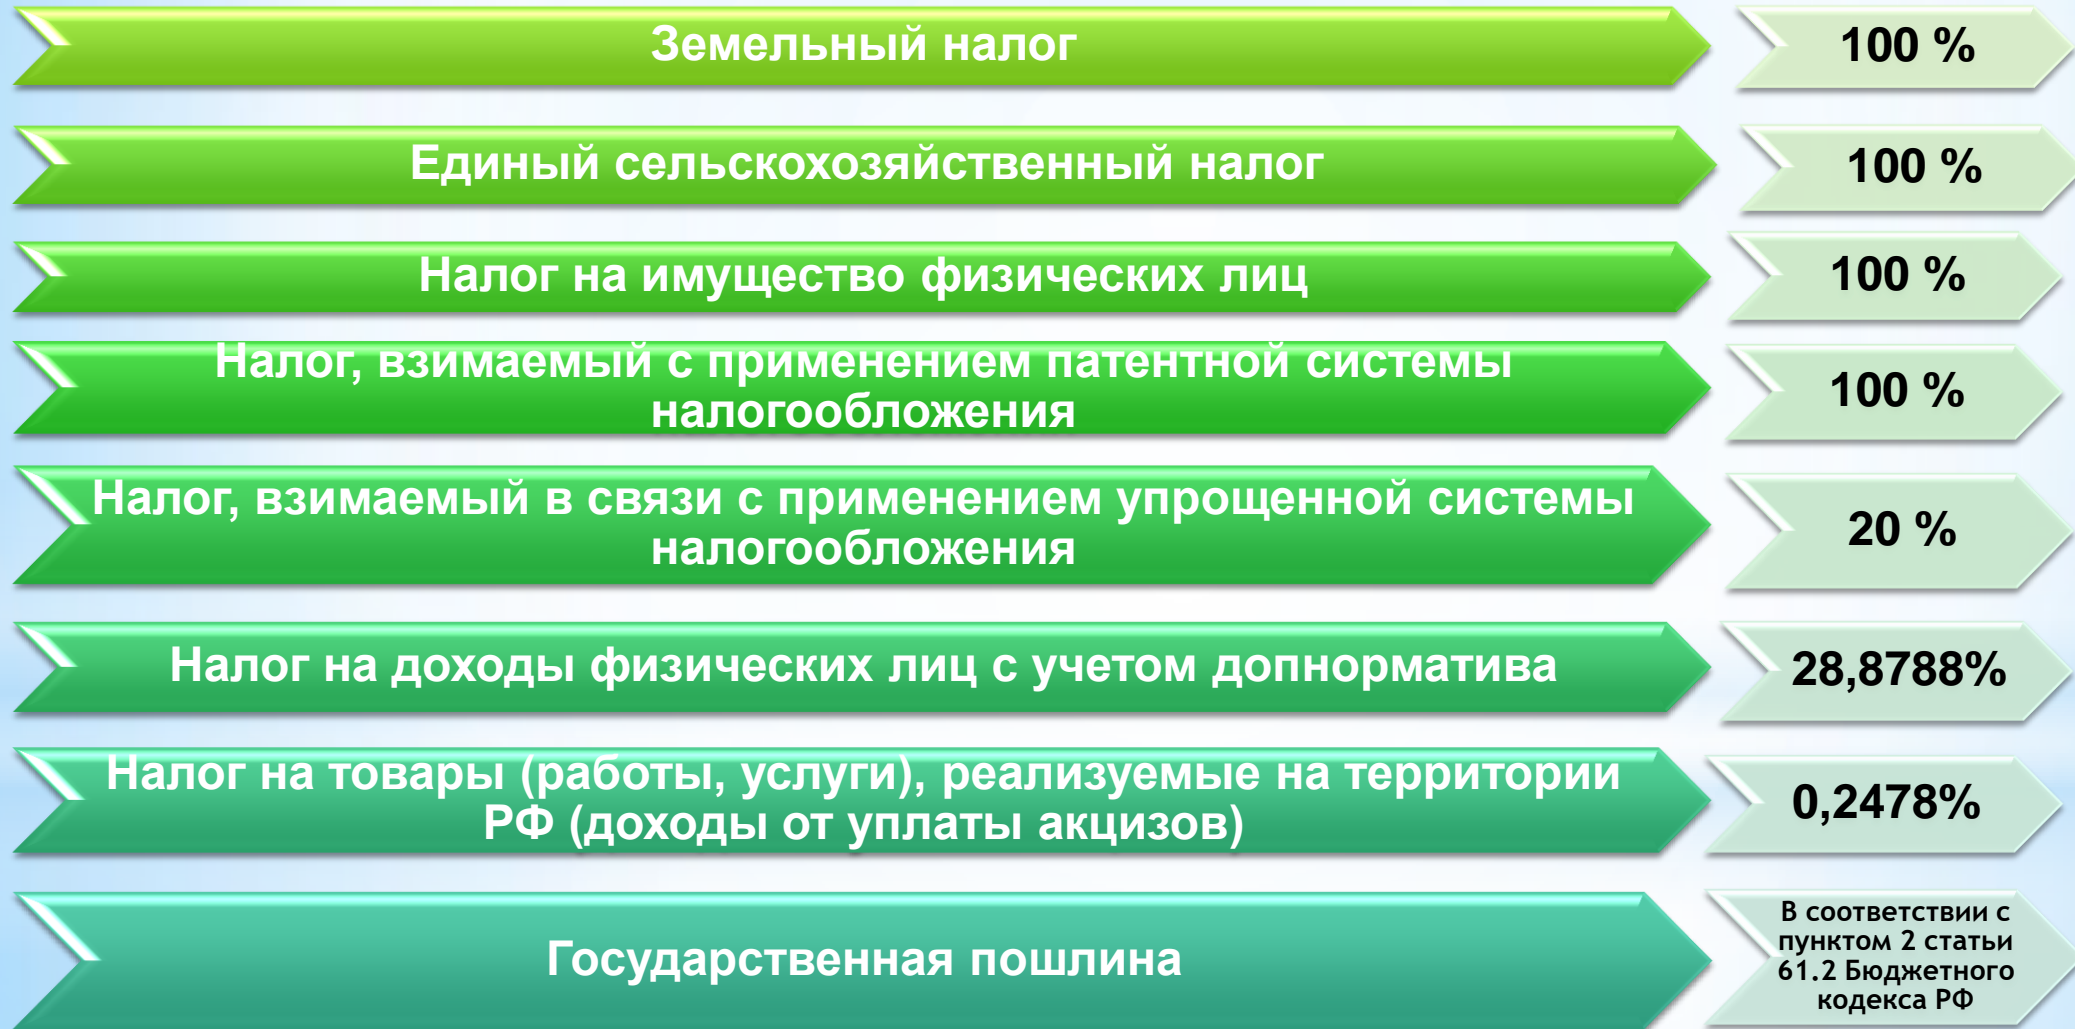 Земельный налог
100 %
Единый сельскохозяйственный налог
100 %
Налог на имущество физических лиц
100 %
Налог, взимаемый с применением патентной системы
налогообложения
100 %
Налог, взимаемый в связи с применением упрощенной системы
налогообложения
20 %
Налог на доходы физических лиц с учетом допнорматива
28,8788%
Налог на товары (работы, услуги), реализуемые на территории
РФ (доходы от уплаты акцизов)
0,2478%
Государственная пошлина
В соответствии с
пунктом 2 статьи
61.2 Бюджетного
кодекса РФ